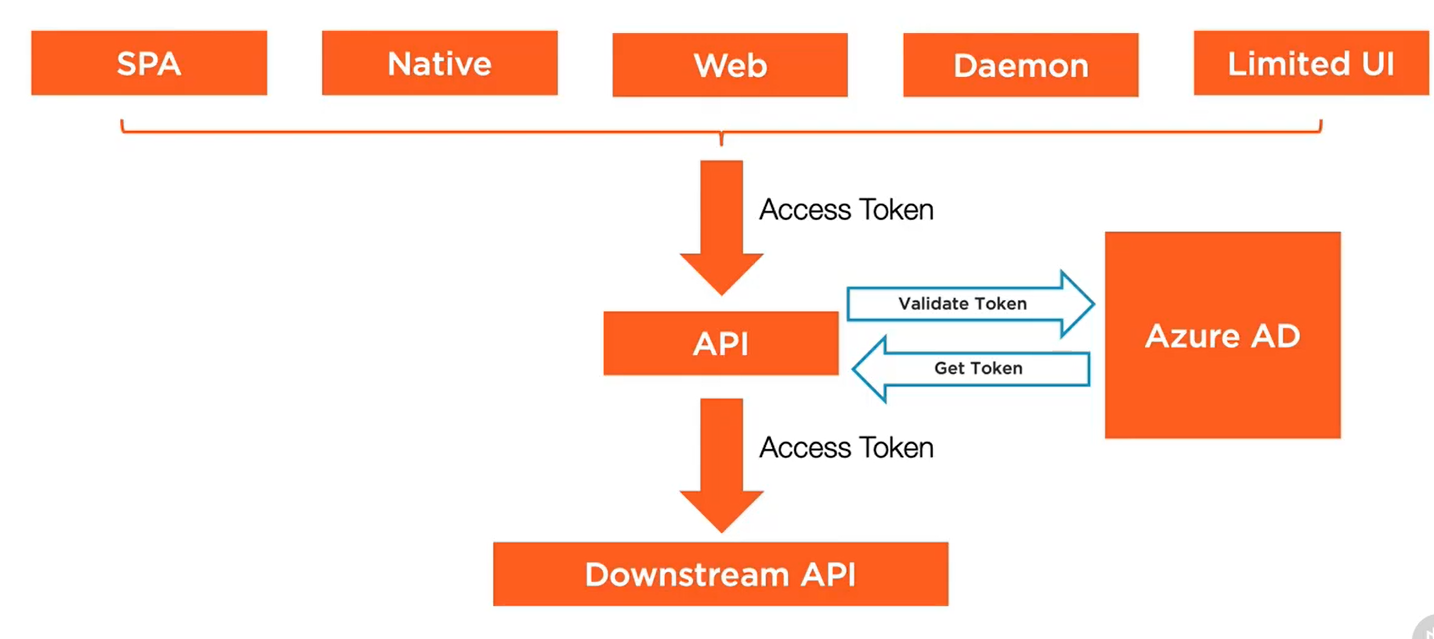 SPA
Native
Web
Daemon
Limited UI
Access Token
Validate Token
API
Azure AD
Get Token
Access Token
Downstream API